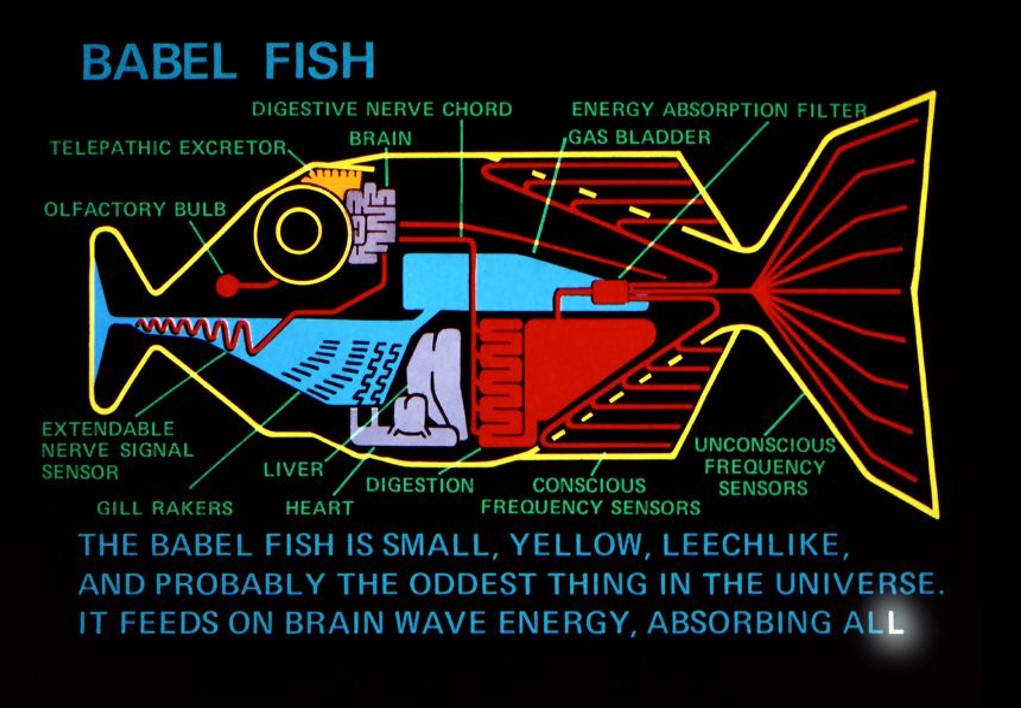 BABEL FISH
DIGESTIVE NERVE CHORD
ENERGY ABSORPTION FILTER
BRAIN
GAS BLADDER
TELEPATHIC EXCRETOR
OLFACTORY BULB
EXTENDABLE
NERVE SIGNAL
SENSOR
GILL RAKERS
LIVER
HEART
DIGESTION
CONSCIOUS
FREQUENCY SENSORS
UNCONSCIOUS
FREQUENCY
SENSORS
THE BABEL FISH IS SMALL, YELLOW, LEECHLIKE,
AND PROBABLY THE ODDEST THING IN THE UNIVERSE.
IT FEEDS ON BRAIN WAVE ENERGY, ABSORBING ALL